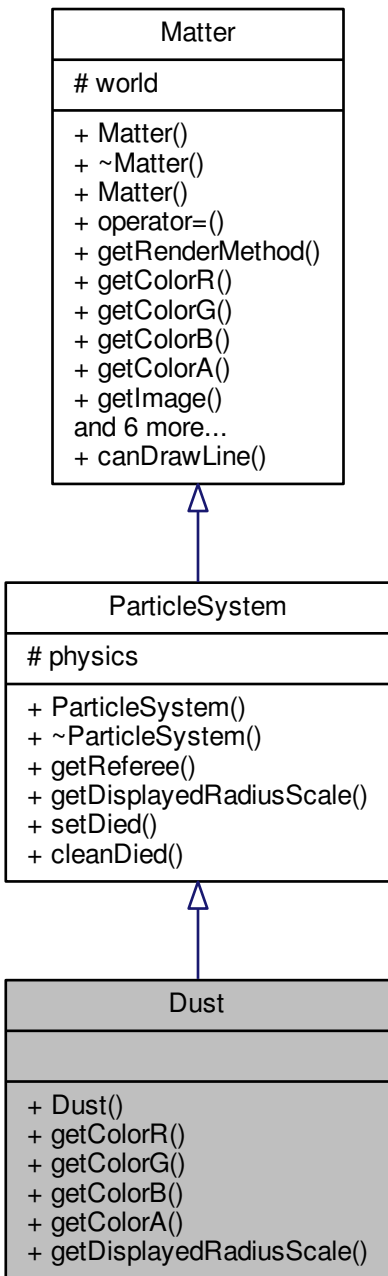 Matter
# world
+ Matter()
+ ~Matter()
+ Matter()
+ operator=()
+ getRenderMethod()
+ getColorR()
+ getColorG()
+ getColorB()
+ getColorA()
+ getImage()
and 6 more...
+ canDrawLine()
ParticleSystem
# physics
+ ParticleSystem()
+ ~ParticleSystem()
+ getReferee()
+ getDisplayedRadiusScale()
+ setDied()
+ cleanDied()
Dust
+ Dust()
+ getColorR()
+ getColorG()
+ getColorB()
+ getColorA()
+ getDisplayedRadiusScale()